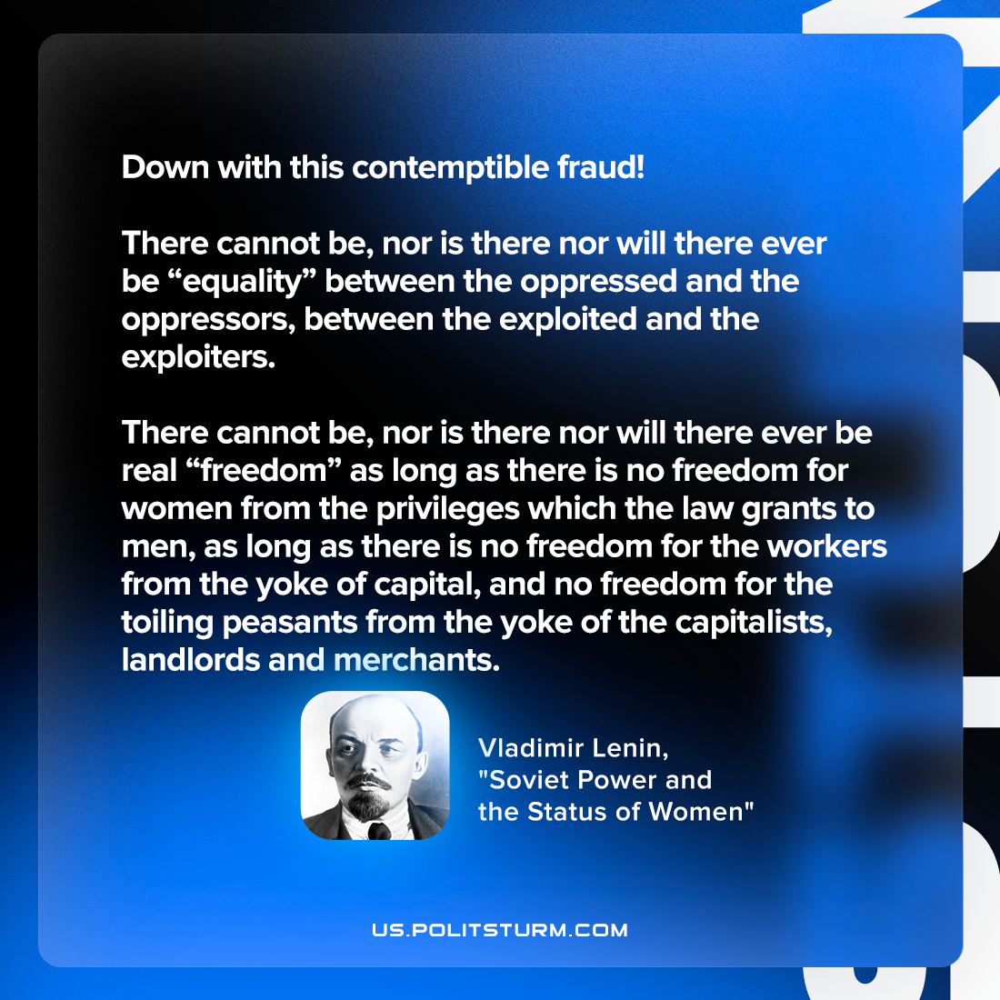 Down with this contemptible fraud!
There cannot be, nor is there nor will there ever
be “equality” between the oppressed and the
oppressors, between the exploited and the
exploiters.
There cannot be, nor is there nor will there ever be
real “freedom” as long as there is no freedom for
women from the privileges which the law grants to
men, as long as there is no freedom for the workers
from the yoke of capital, and no freedom for the
toiling peasants from the yoke of the capitalists,
landlords and merchants.
Vladimir Lenin,
"Soviet Power and
the Status of Women"
US.POLITSTURM.COM